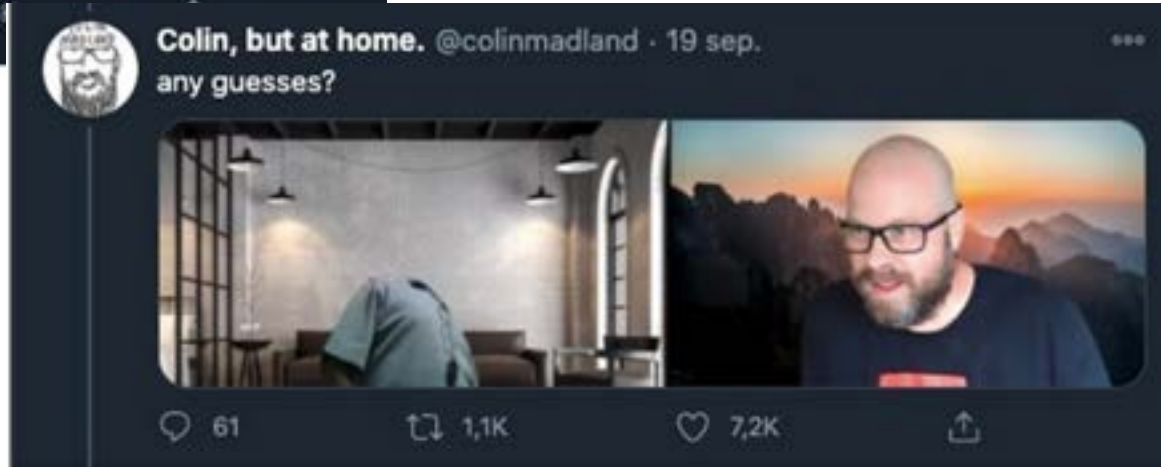 Colin, but at home. @colinmadland · 19 sep.
any guesses?
61 1,1K 7,2K